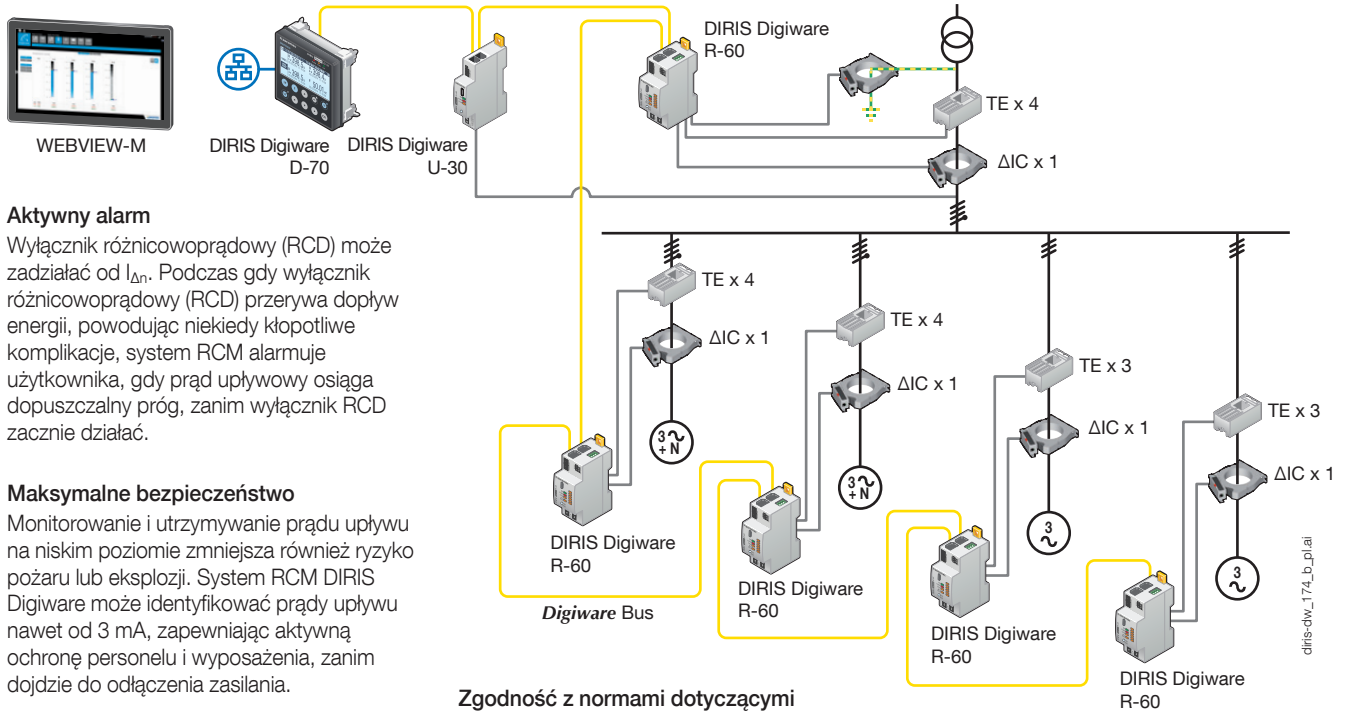 WEBVIEW-M
DIRIS Digiware
D-70
DIRIS Digiware
U-30
DIRIS Digiware
R-60
TE x 4
ΔIC x 1
Aktywny alarm
Wyłącznik różnicowoprądowy (RCD) może
zadziałać od IΔn. Podczas gdy wyłącznik
różnicowoprądowy (RCD) przerywa dopływ
energii, powodując niekiedy kłopotliwe
komplikacje, system RCM alarmuje
użytkownika, gdy prąd upływowy osiąga
dopuszczalny próg, zanim wyłącznik RCD
zacznie działać.
Maksymalne bezpieczeństwo
Monitorowanie i utrzymywanie prądu upływu
na niskim poziomie zmniejsza również ryzyko
pożaru lub eksplozji. System RCM DIRIS
Digiware może identyfikować prądy upływu
nawet od 3 mA, zapewniając aktywną
ochronę personelu i wyposażenia, zanim
dojdzie do odłączenia zasilania.
TE x 4
ΔIC x 1
3
+ N
DIRIS Digiware
R-60
Digiware Bus
TE x 4
ΔIC x 1
3
+ N
DIRIS Digiware
R-60
TE x 3
ΔIC x 1
3
DIRIS Digiware
R-60
TE x 3
ΔIC x 1
3
DIRIS Digiware
R-60
diris-dw_174_b_pl.ai
Zgodność z normami dotyczącymi